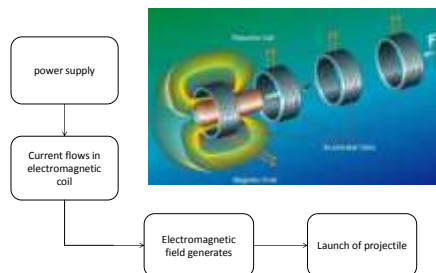 power supply
Current flows in
electromagnetic
coil
Electromagnetic
field generates
Launch of projectile
F